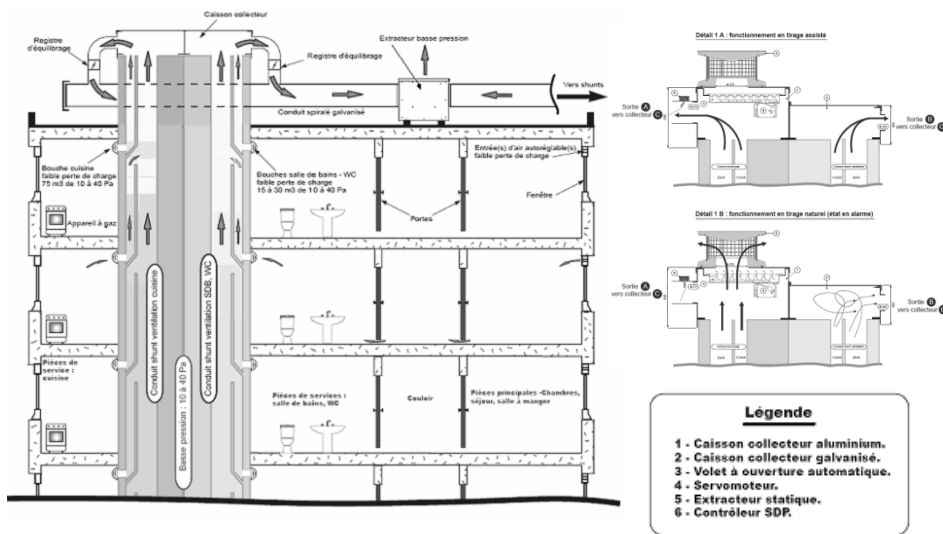 Caisson collecteur
Registre
d'équilibrage
Registre d'équilibrage
Extracteur basse
pression
Vers shunts
Conduit spiralé galvanisé
Bouche cuisine
faible perte de charge
75 m3 de 10 à 40 Pa
Bouches salle de bains - WC
faible perte de charge
15 à 30 m3 de 10 à 40 Pa
Entrée(s) d'air autoréglable(s)
faible perte de charge
Fenêtre
Portes
Appareil à gaz
Conduit shunt ventilation cuisine
Basse pression : 10 à 40 Pa
Conduit shunt ventilation SDB, WC
Pièces de
service :
cuisine
Pièces de services :
salle de bains, WC
Couloir
Pièces principales -Chambres,
séjour, salle à manger
Détail 1 A : fonctionnement en tirage assisté
Sortie A
vers collecteur C
Sortie B
vers collecteur C
Détail 1 B : fonctionnement en tirage naturel (état en alarme)
Sortie A
vers collecteur C
Sortie B
vers collecteur C
Légende
1 - Caisson collecteur aluminium.
2 - Caisson collecteur galvanisé.
3 - Volet à ouverture automatique.
4 - Servomoteur.
5 - Extracteur statique.
6 - Contrôleur SDP.